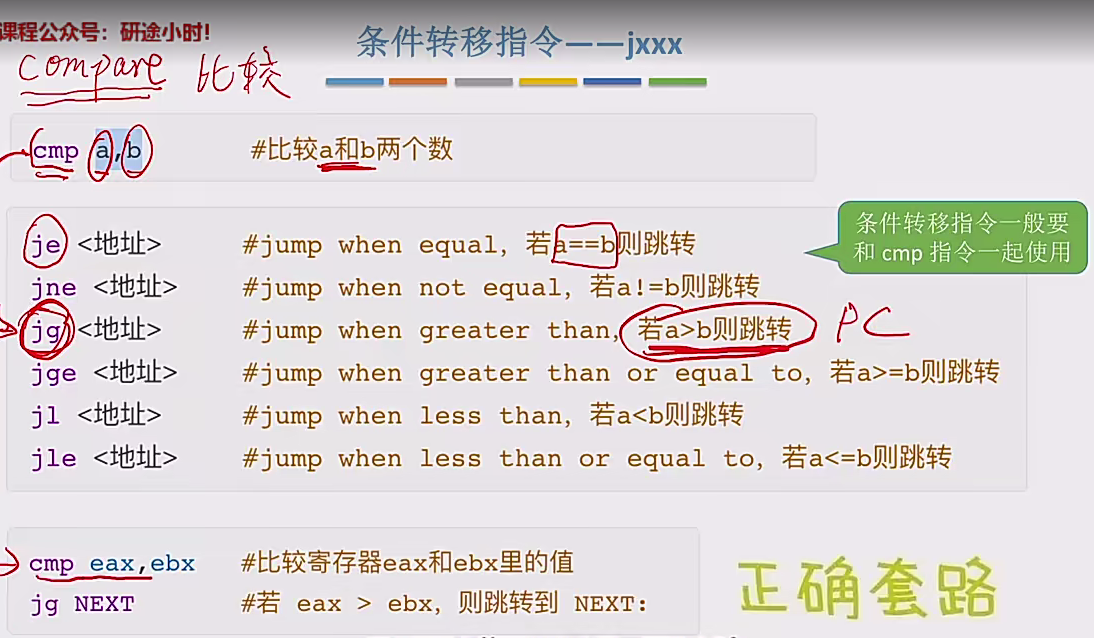 课程公众号：研途小时!
条件转移指令——jxxx
compare 比较
cmp a,b #比较a和b两个数
je <地址> #jump when equal，若a==b则跳转
jne <地址> #jump when not equal，若a!=b则跳转
jg <地址> #jump when greater than，若a>b则跳转 PC
jge <地址> #jump when greater than or equal to，若a>=b则跳转
jl <地址> #jump when less than，若a<b则跳转
jle <地址> #jump when less than or equal to，若a<=b则跳转
条件转移指令一般要
和 cmp 指令一起使用
cmp eax,ebx #比较寄存器eax和ebx里的值
jg NEXT #若 eax > ebx，则跳转到 NEXT:
正确套路